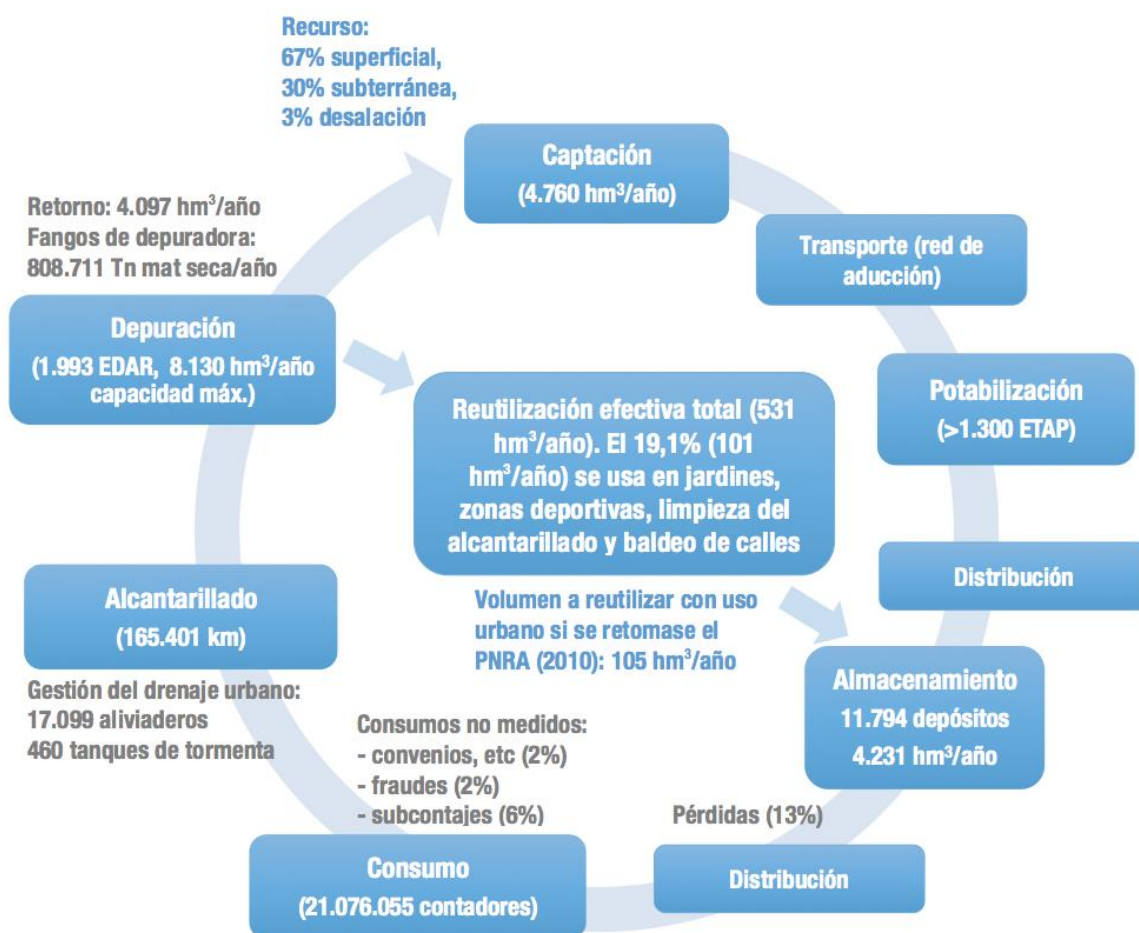 Recurso:
67% superficial,
30% subterránea,
3% desalación
Captación
(4.760 hm³/año)
Transporte (red de
aducción)
Potabilización
(>1.300 ETAP)
Distribución
Almacenamiento
11.794 depósitos
4.231 hm³/año
Pérdidas (13%)
Distribución
Consumos no medidos:
- convenios, etc (2%)
- fraudes (2%)
- subcontajes (6%)
Consumo
(21.076.055 contadores)
Alcantarillado
(165.401 km)
Gestión del drenaje urbano:
17.099 aliviaderos
460 tanques de tormenta
Retorno: 4.097 hm³/año
Fangos de depuradora:
808.711 Tn mat seca/año
Depuración
(1.993 EDAR, 8.130 hm³/año
capacidad máx.)
Reutilización efectiva total (531
hm³/año). El 19,1% (101
hm³/año) se usa en jardines,
zonas deportivas, limpieza del
alcantarillado y baldeo de calles
Volumen a reutilizar con uso
urbano si se retomase el
PNRA (2010): 105 hm³/año